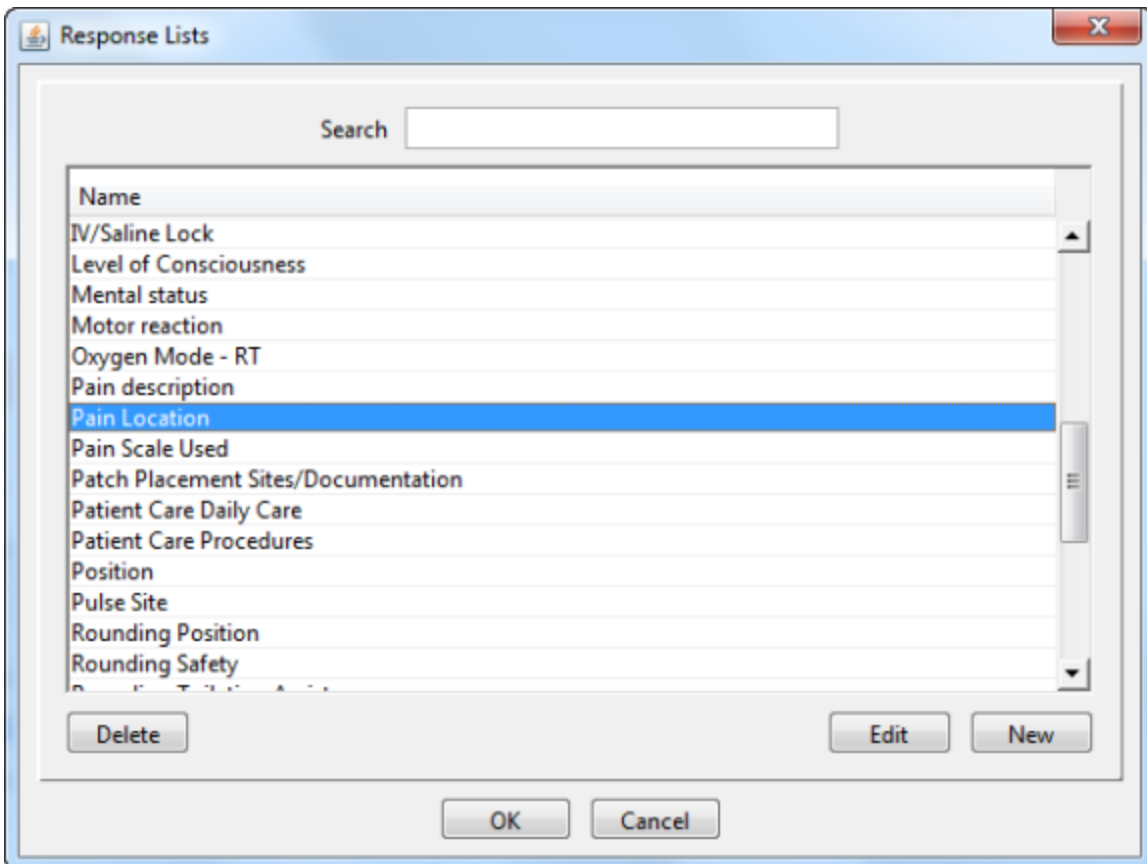 Response Lists
Search
Name
IV/Saline Lock
Level of Consciousness
Mental status
Motor reaction
Oxygen Mode - RT
Pain description
Pain Location
Pain Scale Used
Patch Placement Sites/Documentation
Patient Care Daily Care
Patient Care Procedures
Position
Pulse Site
Rounding Position
Rounding Safety
Delete
Edit
New
OK
Cancel